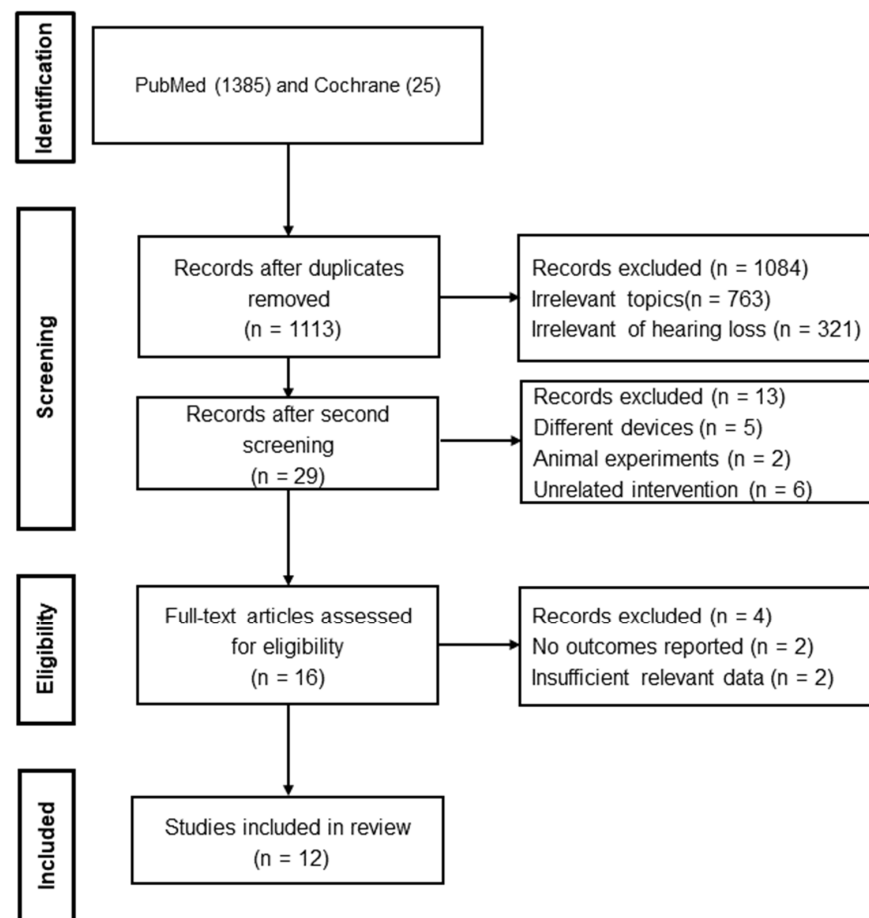 Identification
PubMed (1385) and Cochrane (25)
Screening
Records after duplicates
removed
(n = 1113)
Records excluded (n = 1084)
Irrelevant topics(n = 763)
Irrelevant of hearing loss (n = 321)
Records after second
screening
(n = 29)
Records excluded (n = 13)
Different devices (n = 5)
Animal experiments (n = 2)
Unrelated intervention (n = 6)
Eligibility
Full-text articles assessed
for eligibility
(n = 16)
Records excluded (n = 4)
No outcomes reported (n = 2)
Insufficient relevant data (n = 2)
Included
Studies included in review
(n = 12)